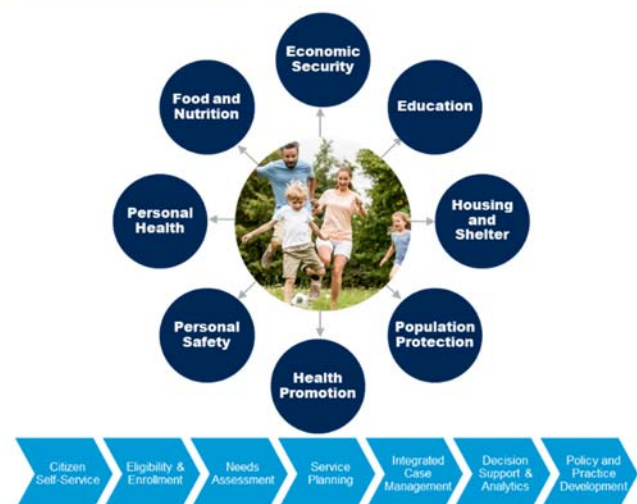 Economic
Security
Education
Housing
and
Shelter
Population
Protection
Health
Promotion
Personal
Safety
Personal
Health
Food and
Nutrition
Citizen
Self-Service
Eligibility &
Enrollment
Needs
Assessment
Service
Planning
Integrated
Case
Management
Decision
Support &
Analytics
Policy and
Practice
Development